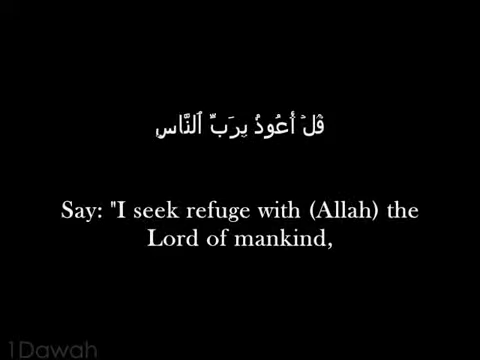 قُلۡ أَعُوذُ بِرَبِّ ٱلنَّاسِ
Say: "I seek refuge with (Allah) the
Lord of mankind,
1Dawah